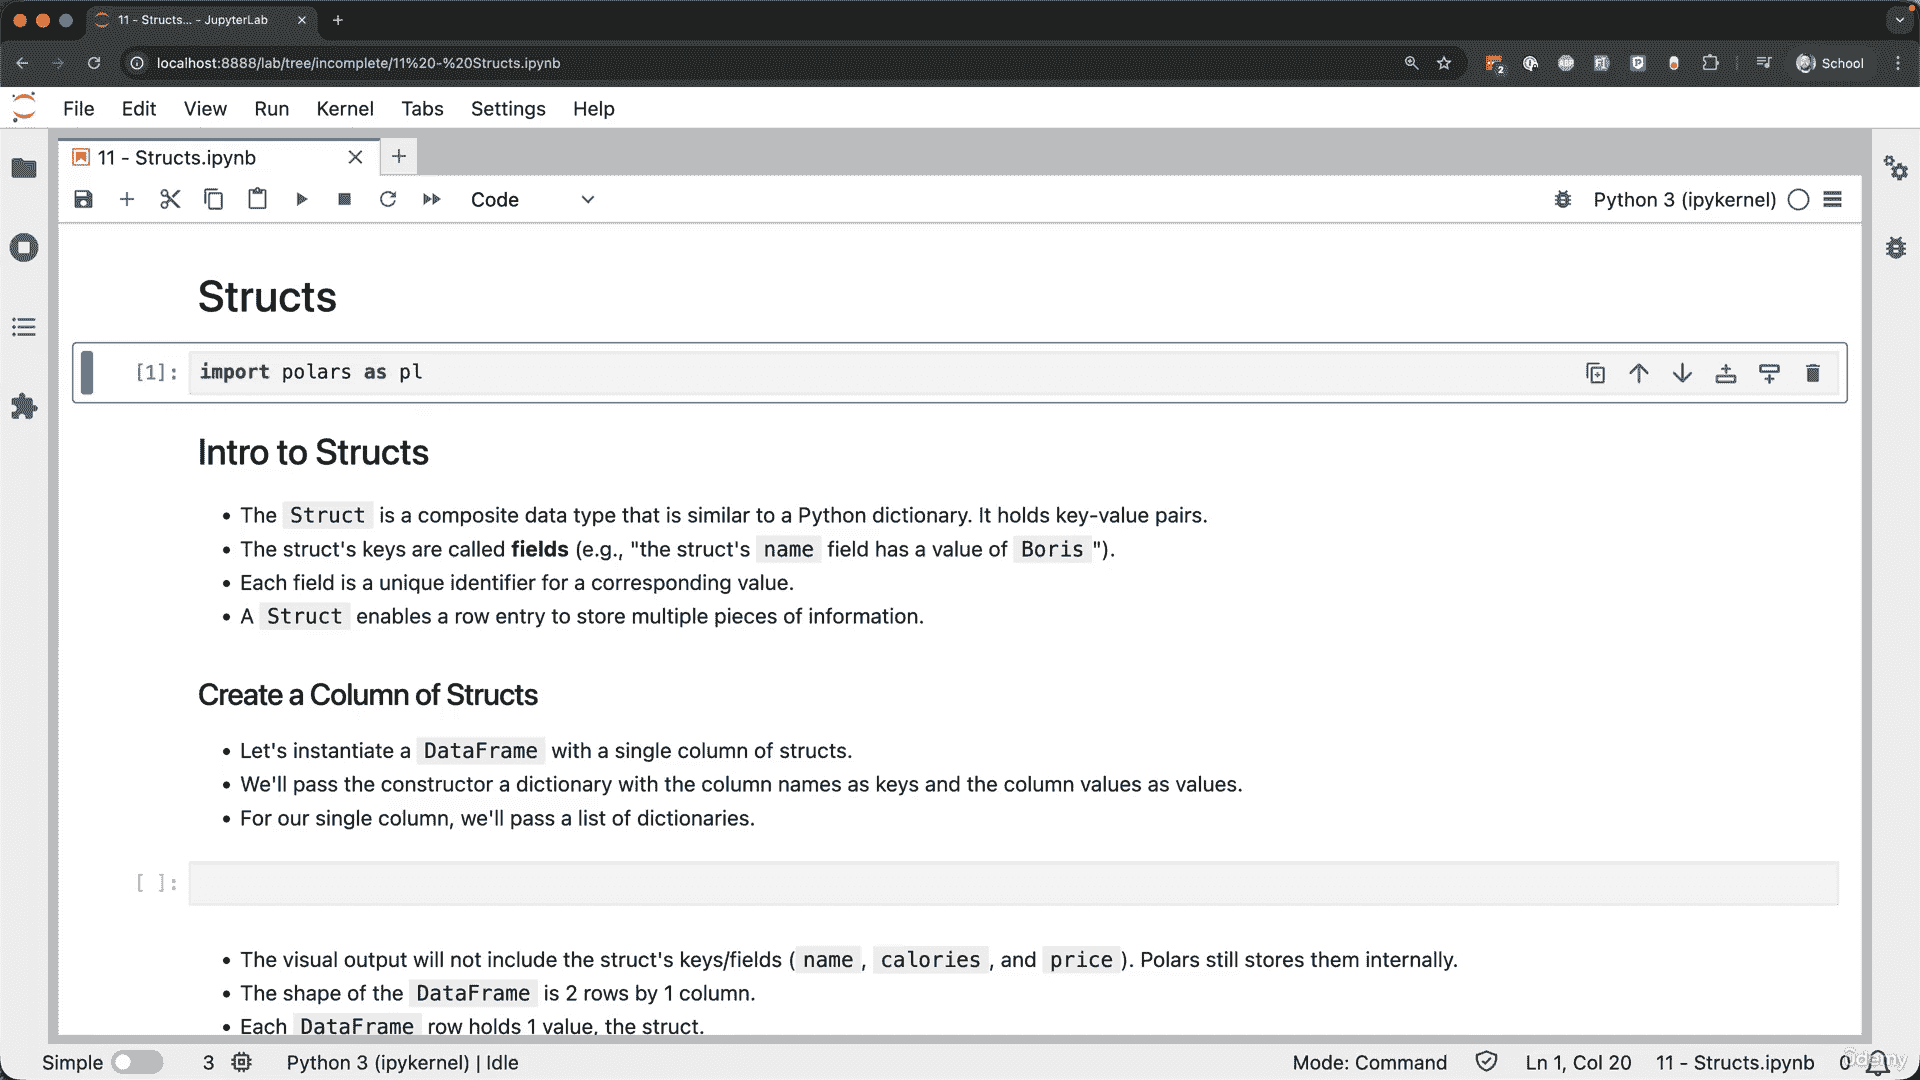 11 - Structs... - JupyterLab
localhost:8888/lab/tree/incomplete/11%20-%20Structs.ipynb
2
ABP
School
File Edit View Run Kernel Tabs Settings Help
11 - Structs.ipynb
Code
Python 3 (ipykernel)
Structs
[1]: import polars as pl
Intro to Structs
• The Struct is a composite data type that is similar to a Python dictionary. It holds key-value pairs.
• The struct's keys are called fields (e.g., "the struct's name field has a value of Boris ").
• Each field is a unique identifier for a corresponding value.
• A Struct enables a row entry to store multiple pieces of information.
Create a Column of Structs
• Let's instantiate a DataFrame with a single column of structs.
• We'll pass the constructor a dictionary with the column names as keys and the column values as values.
• For our single column, we'll pass a list of dictionaries.
[ ]:
• The visual output will not include the struct's keys/fields ( name , calories , and price ). Polars still stores them internally.
• The shape of the DataFrame is 2 rows by 1 column.
• Each DataFrame row holds 1 value, the struct.
Simple 3 Python 3 (ipykernel) | Idle Mode: Command Ln 1, Col 20 11 - Structs.ipynb 0
Udemy